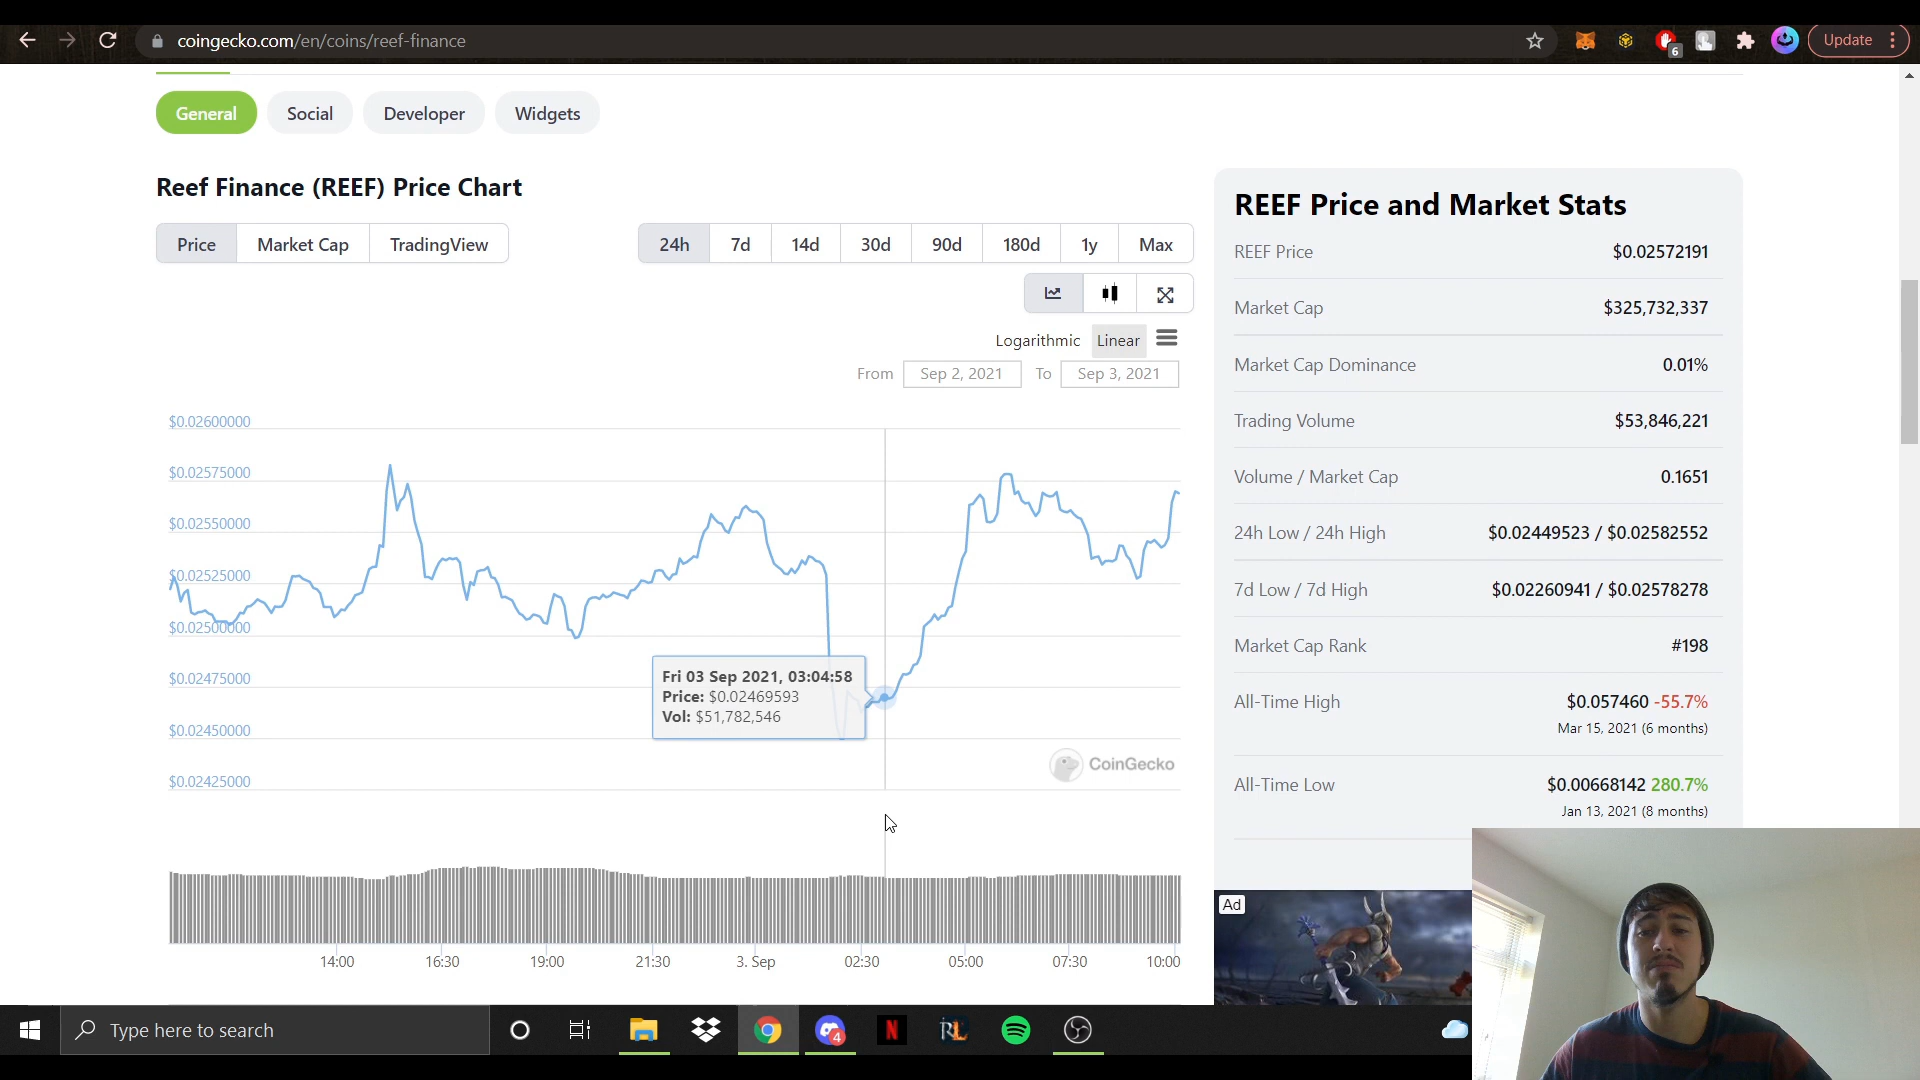 coingecko.com/en/coins/reef-finance
6
Update
General
Social
Developer
Widgets
Reef Finance (REEF) Price Chart
Price
Market Cap
TradingView
24h
7d
14d
30d
90d
180d
1y
Max
Logarithmic
Linear
From
Sep 2, 2021
To
Sep 3, 2021
$0.02600000
$0.02575000
$0.02550000
$0.02525000
$0.02500000
$0.02475000
$0.02450000
$0.02425000
Fri 03 Sep 2021, 03:04:58
Price: $0.02469593
Vol: $51,782,546
CoinGecko
14:00
16:30
19:00
21:30
3. Sep
02:30
05:00
07:30
10:00
REEF Price and Market Stats
REEF Price $0.02572191
Market Cap $325,732,337
Market Cap Dominance 0.01%
Trading Volume $53,846,221
Volume / Market Cap 0.1651
24h Low / 24h High $0.02449523 / $0.02582552
7d Low / 7d High $0.02260941 / $0.02578278
Market Cap Rank #198
All-Time High $0.057460 -55.7%
Mar 15, 2021 (6 months)
All-Time Low $0.00668142 280.7%
Jan 13, 2021 (8 months)
Ad
Type here to search
4
N
RL